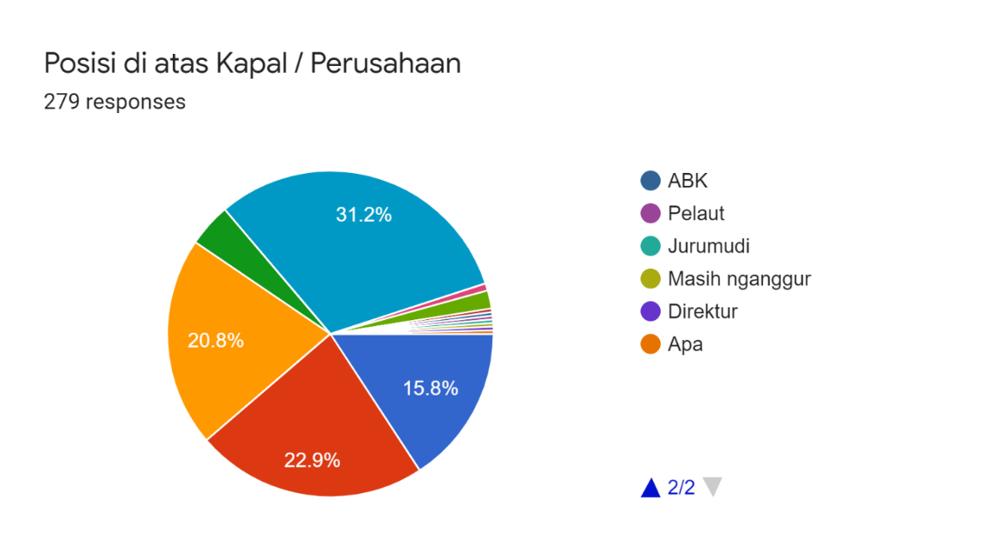 Posisi di atas Kapal / Perusahaan
279 responses
31.2%
20.8%
15.8%
22.9%
ABK
Pelaut
Jurumudi
Masih nganggur
Direktur
Apa
2/2